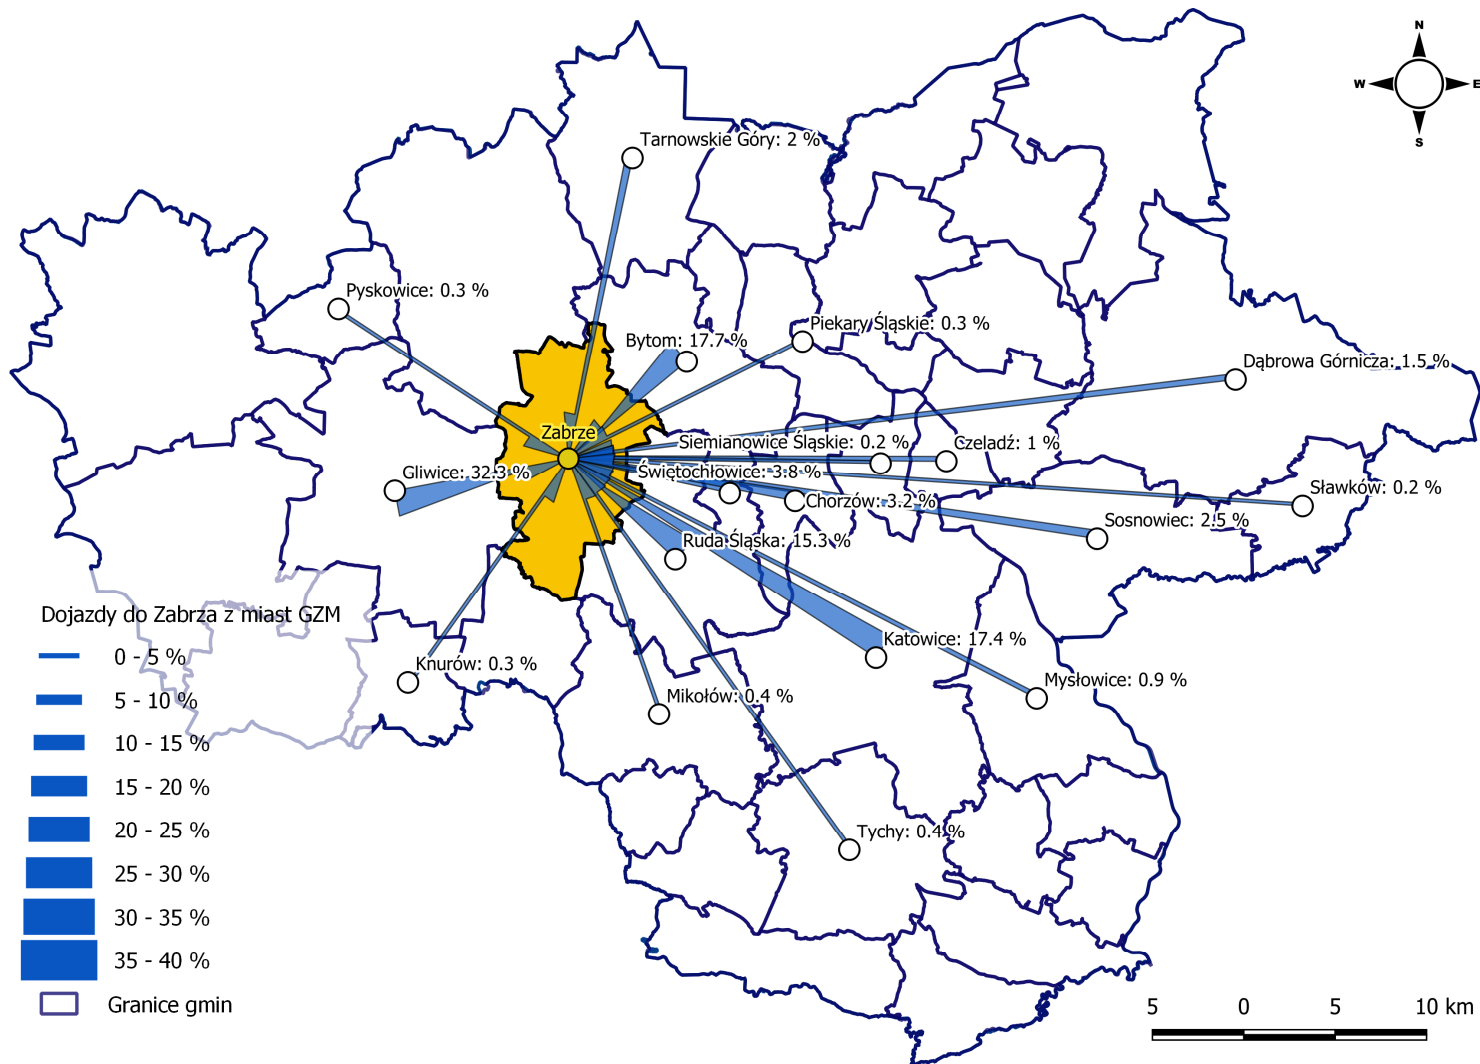 N
W
E
S
Tarnowskie Góry: 2 %
Pyskowice: 0.3 %
Piekary Śląskie: 0.3 %
Bytom: 17.7 %
Dąbrowa Górnicza: 1.5 %
Zabrze
Siemianowice Śląskie: 0.2 %
Czeladź: 1 %
Gliwice: 32.3 %
Świętochłowice: 3.8 %
Sławków: 0.2 %
Chorzów: 3.2 %
Sosnowiec: 2.5 %
Ruda Śląska: 15.3 %
Katowice: 17.4 %
Knurów: 0.3 %
Mysłowice: 0.9 %
Mikołów: 0.4 %
Tychy: 0.4 %
Dojazdy do Zabrza z miast GZM
0 - 5 %
5 - 10 %
10 - 15 %
15 - 20 %
20 - 25 %
25 - 30 %
30 - 35 %
35 - 40 %
Granice gmin
5 0 5 10 km